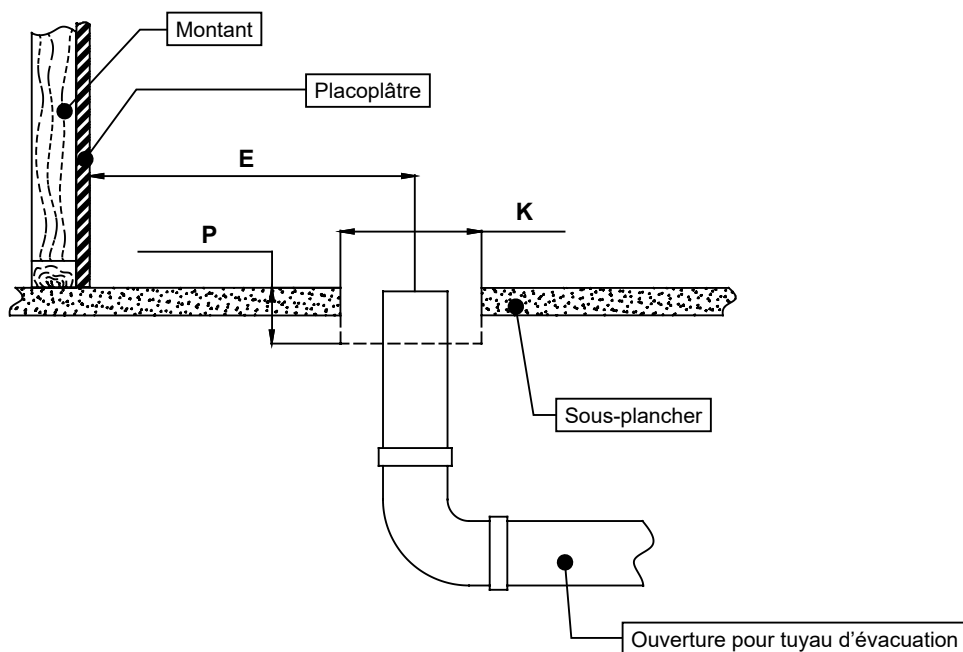 Montant
Placoplâtre
E
K
P
Sous-plancher
Ouverture pour tuyau d’évacuation